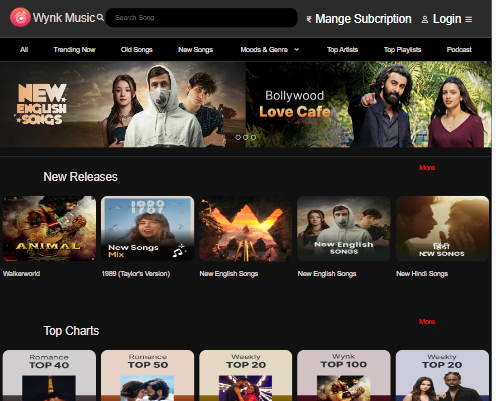 Wynk Music
Search Song
₹ Mange Subcription
Login
All
Trending Now
Old Songs
New Songs
Moods & Genre
Top Artists
Top Playlists
Podcast
NEW
ENGLISH
SONGS
Bollywood
Love Cafe
New Releases
More
ANIMAL
1989
New Songs
Mix
New English
SONGS
हिंदी
NEW SONGS
Walkerworld
1989 (Taylor's Version)
New English Songs
New English Songs
New Hindi Songs
Top Charts
More
Romance
TOP 40
Romance
TOP 50
Weekly
TOP 20
Wynk
TOP 100
Weekly
TOP 20